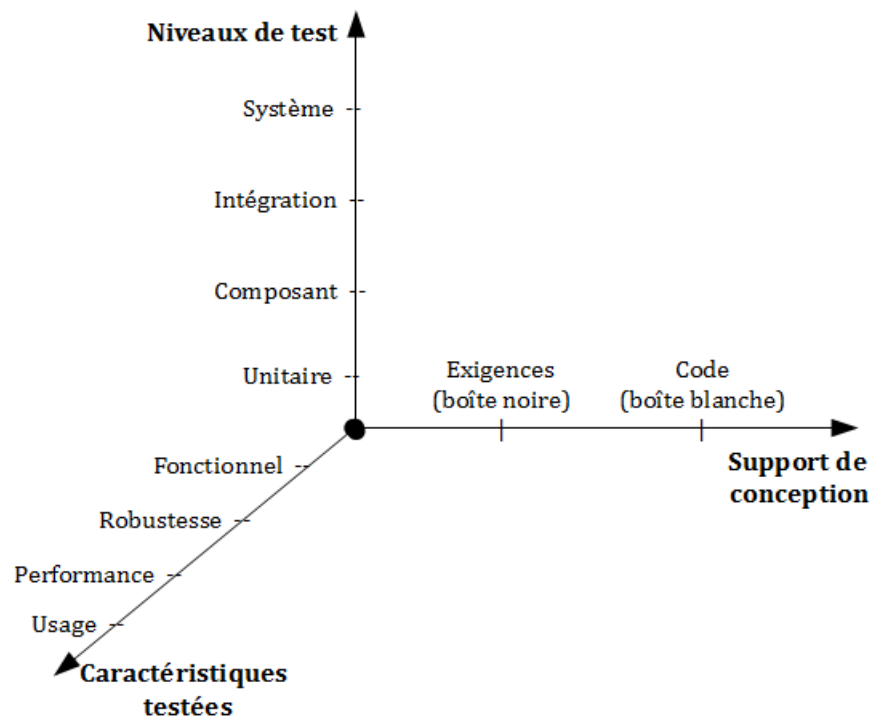 Niveaux de test
Système
Intégration
Composant
Unitaire
Exigences
(boîte noire)
Code
(boîte blanche)
Support de
conception
Fonctionnel
Robustesse
Performance
Usage
Caractéristiques
testées